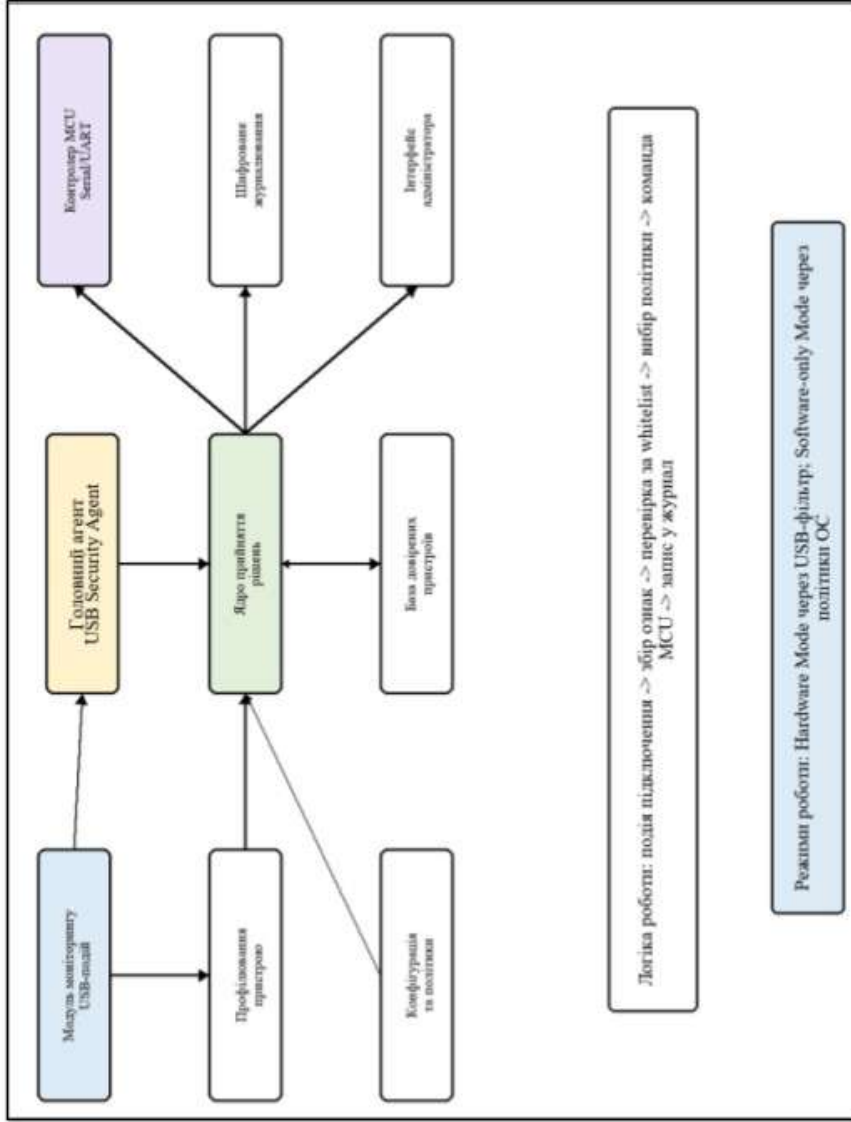 Модуль моніторингу
USB-подій
Головний агент
USB Security Agent
Контролер MCU
Serial/UART
Профілювання
пристрою
Ядро прийняття
рішень
Шифроване
журналювання
Конфігурація
та політики
База довірених
пристроїв
Інтерфейс
адміністратора
Логіка роботи: подія підключення -> збір ознак -> перевірка за whitelist -> вибір політики -> команда
MCU -> запис у журнал
Режими роботи: Hardware Mode через USB-фільтр; Software-only Mode через
політики ОС